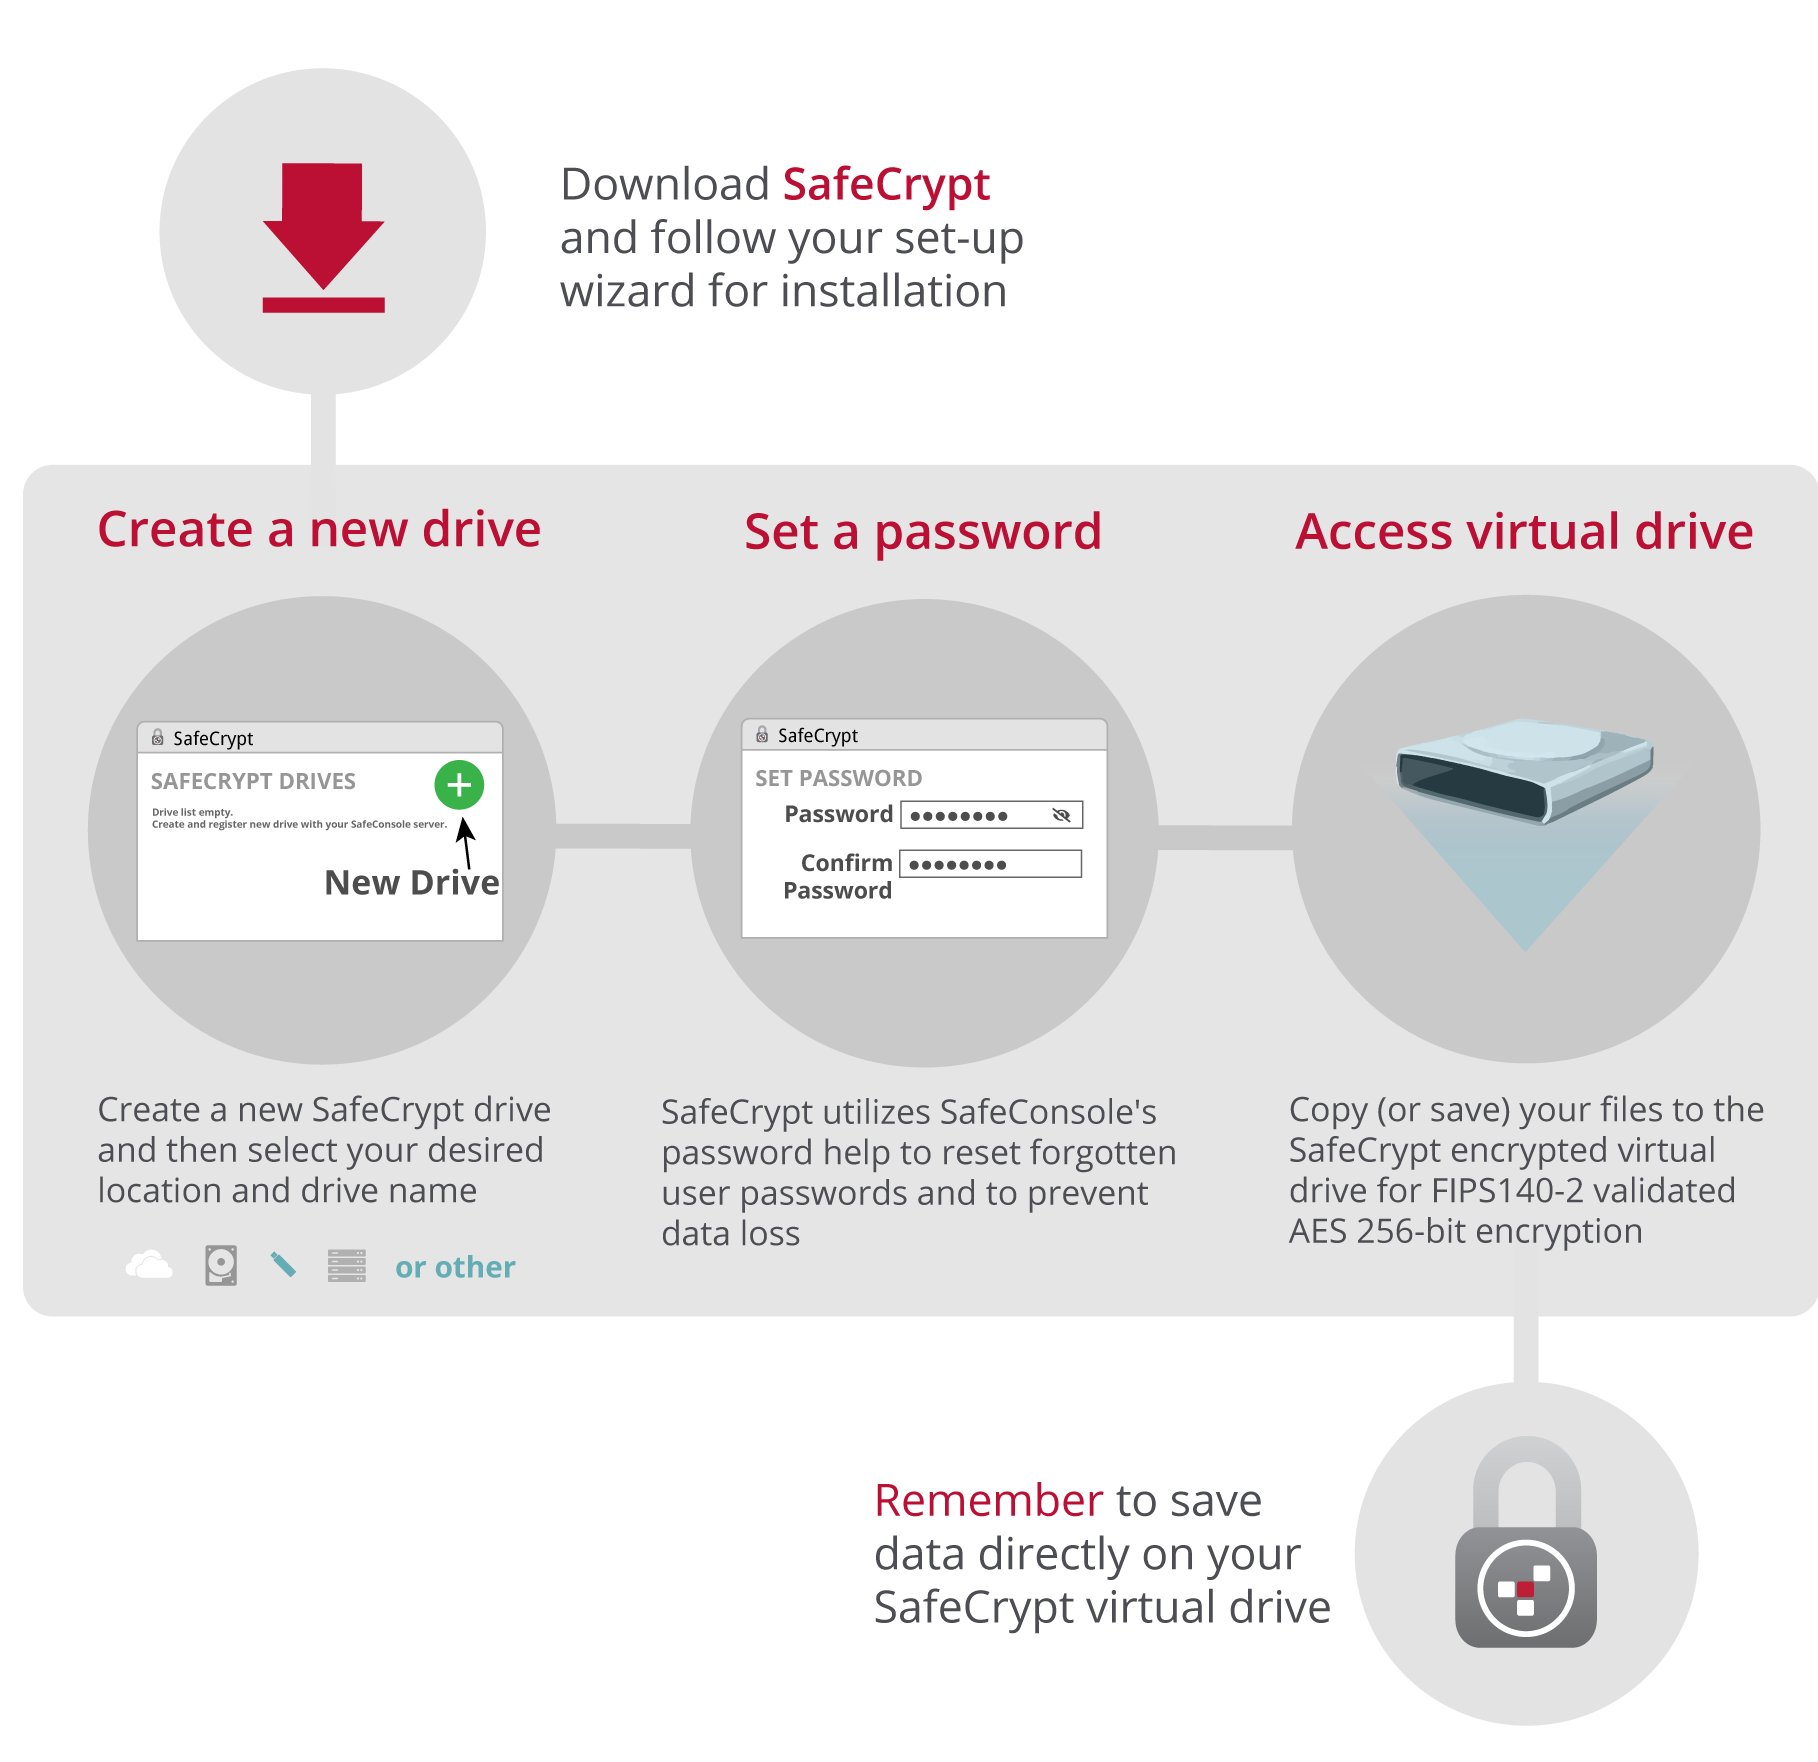 Download SafeCrypt
and follow your set-up
wizard for installation
Create a new drive
SafeCrypt
SAFECRYPT DRIVES
Drive list empty.
Create and register new drive with your SafeConsole server.
New Drive
Create a new SafeCrypt drive
and then select your desired
location and drive name
or other
Set a password
SafeCrypt
SET PASSWORD
Password
Confirm
Password
SafeCrypt utilizes SafeConsole's
password help to reset forgotten
user passwords and to prevent
data loss
Access virtual drive
Copy (or save) your files to the
SafeCrypt encrypted virtual
drive for FIPS140-2 validated
AES 256-bit encryption
Remember to save
data directly on your
SafeCrypt virtual drive